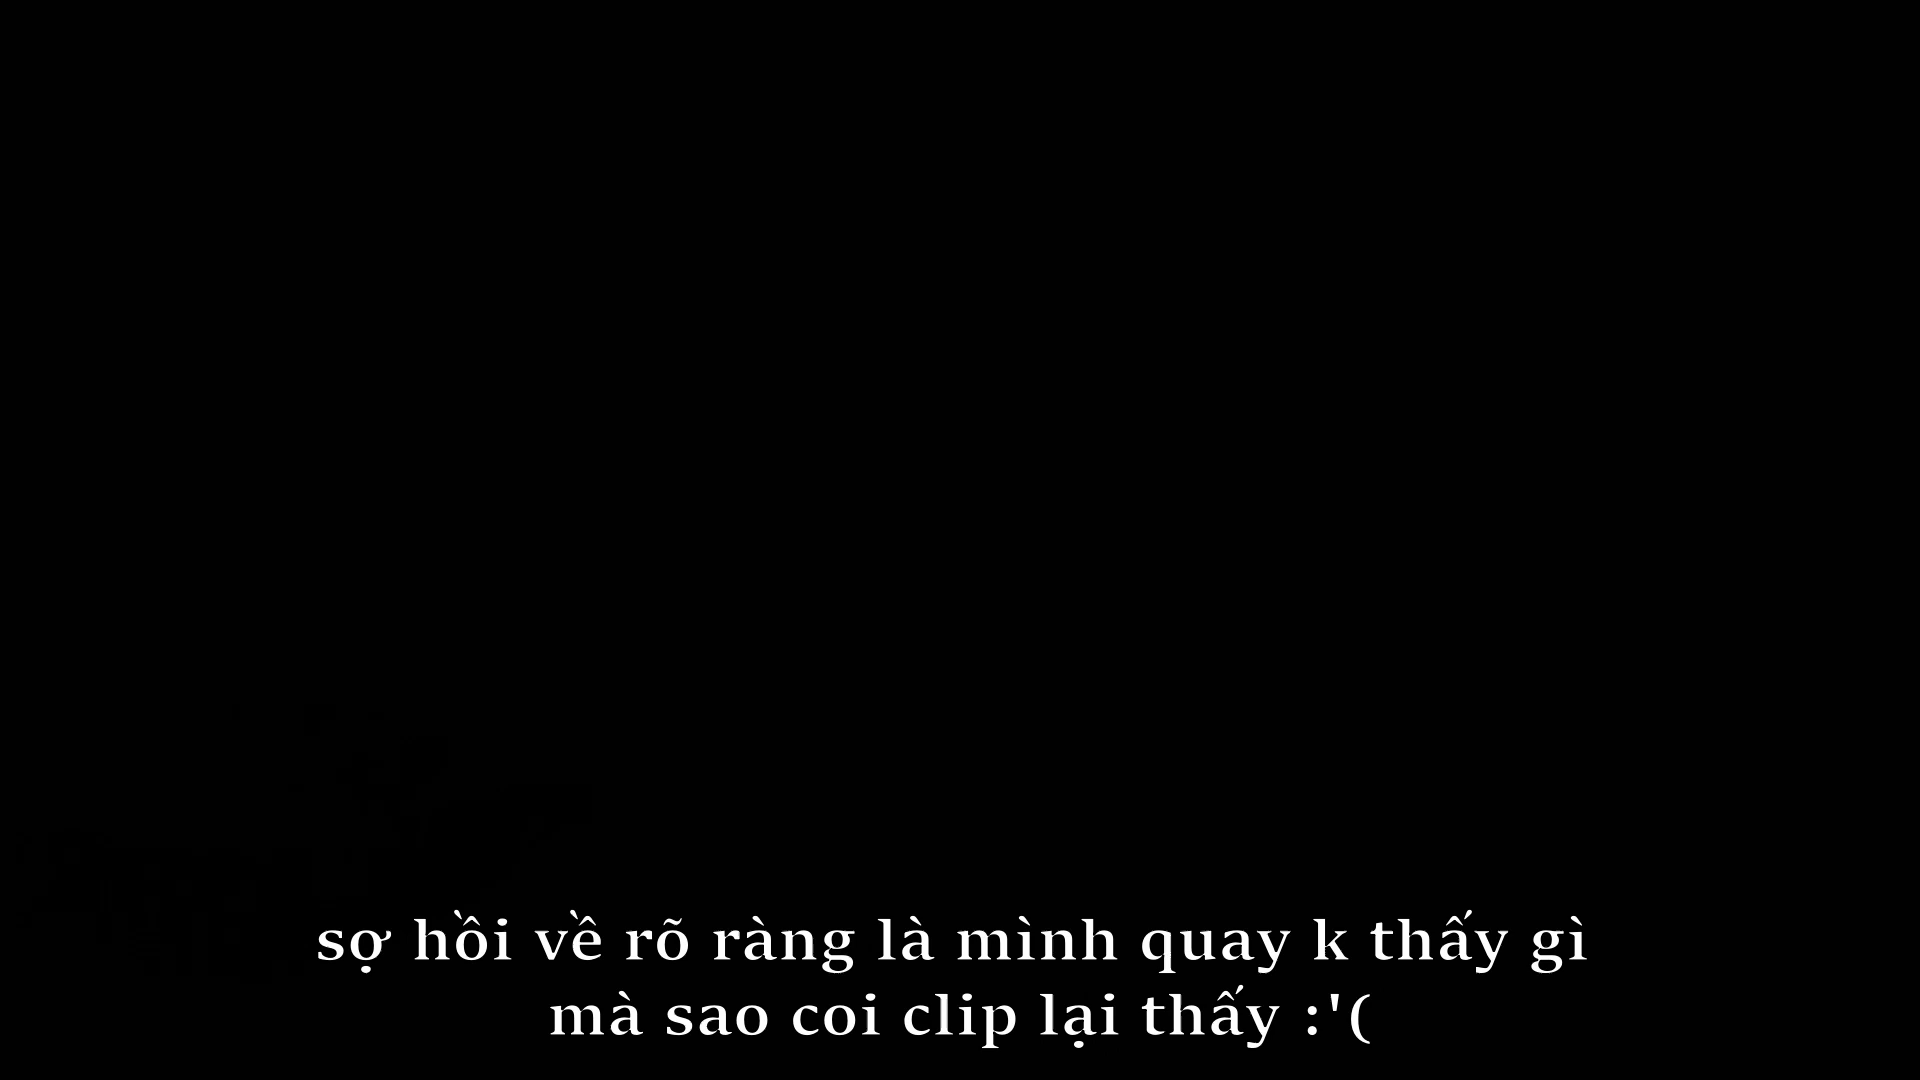 sợ hồi về rõ ràng là mình quay k thấy gì
mà sao coi clip lại thấy :'(